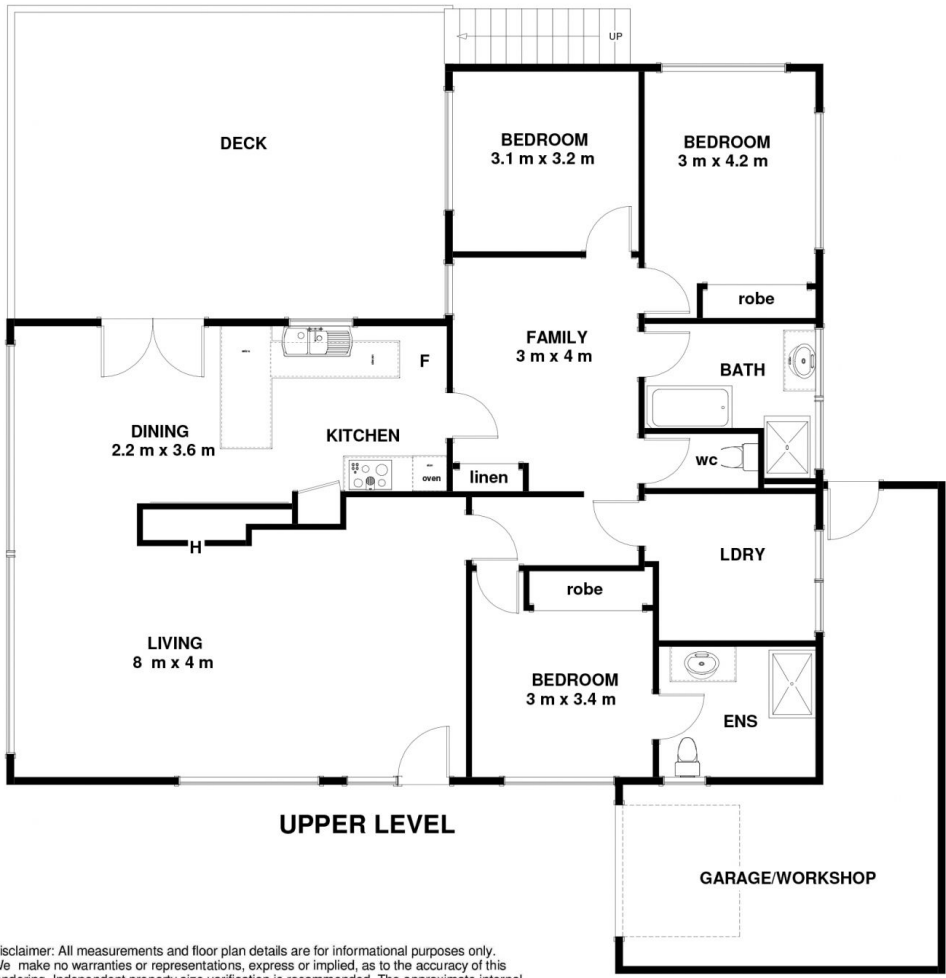 UP
DECK
BEDROOM
3.1 m x 3.2 m
BEDROOM
3 m x 4.2 m
robe
FAMILY
3 m x 4 m
BATH
F
DINING
2.2 m x 3.6 m
KITCHEN
oven
linen
wc
H
LDRY
robe
LIVING
8 m x 4 m
BEDROOM
3 m x 3.4 m
ENS
UPPER LEVEL
GARAGE/WORKSHOP
isclaimer: All measurements and floor plan details are for informational purposes only.
We make no warranties or representations, express or implied, as to the accuracy of this